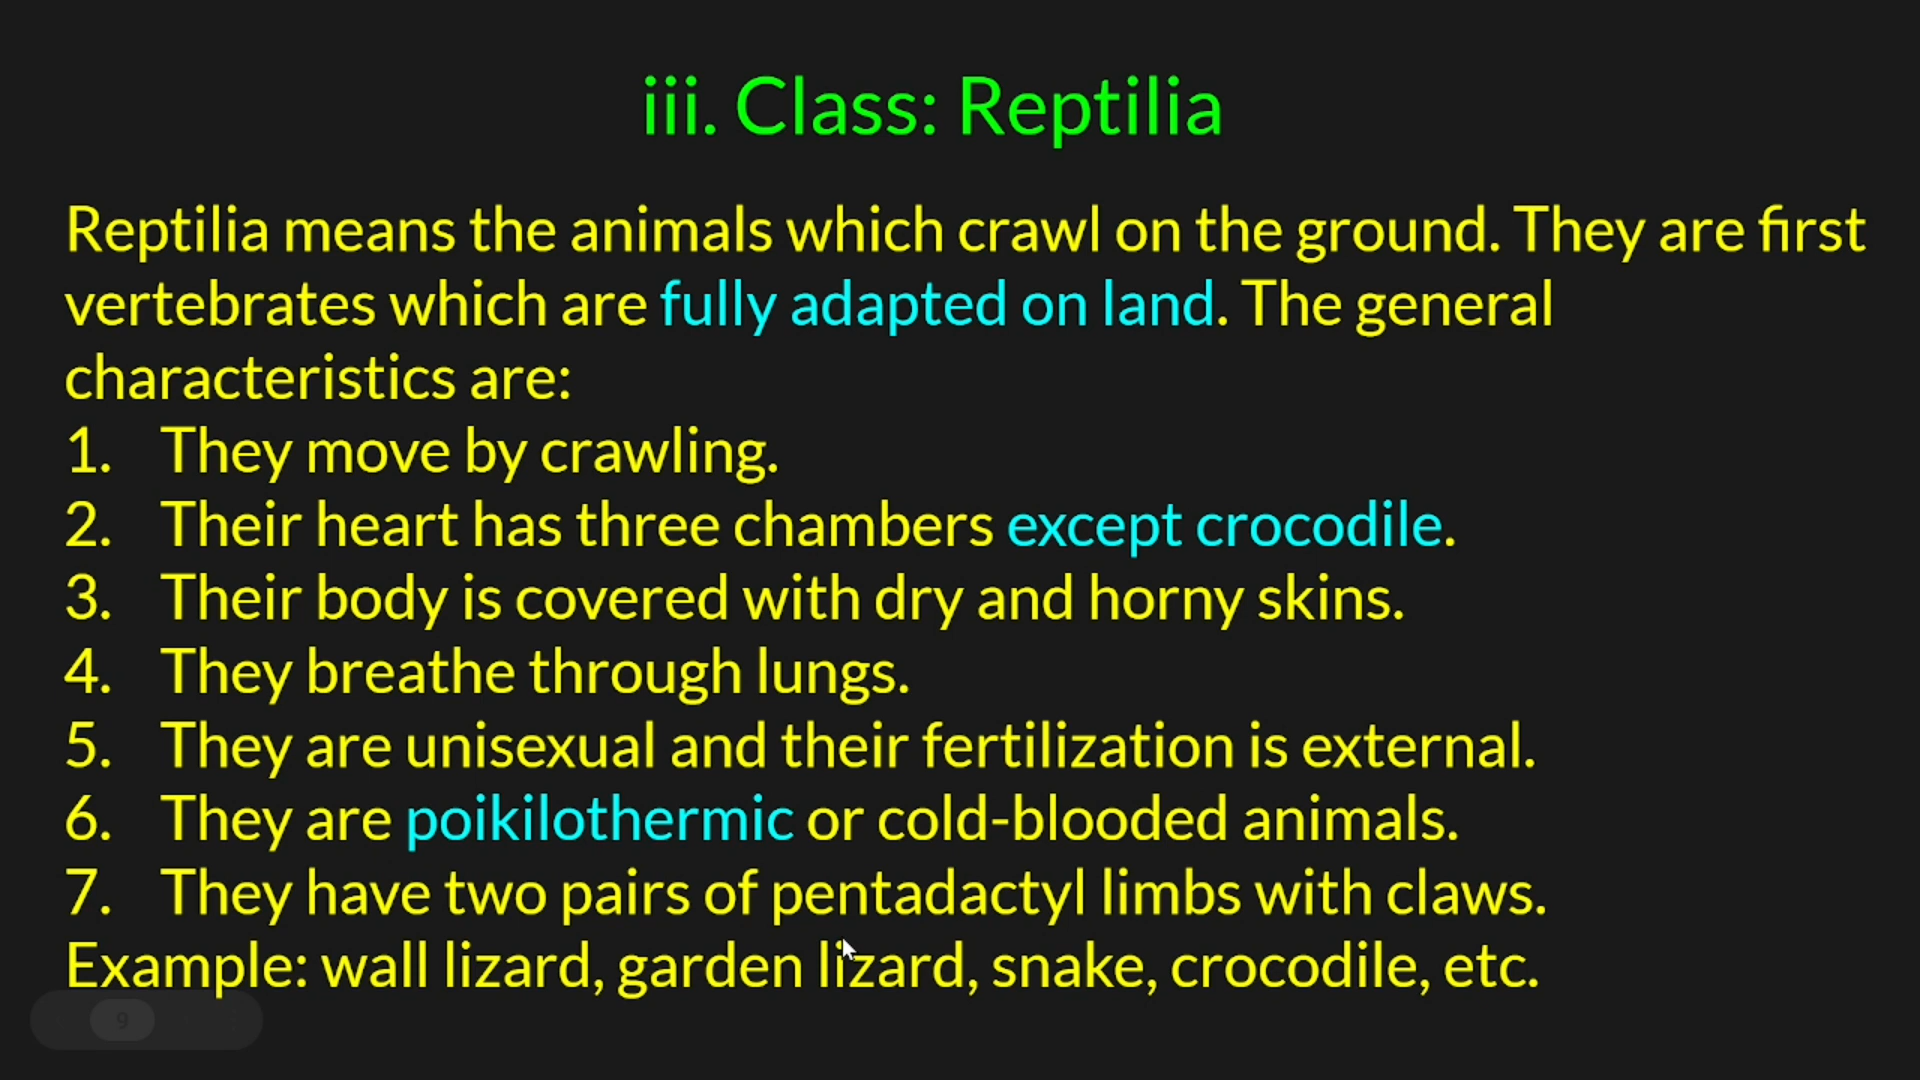 iii. Class: Reptilia
Reptilia means the animals which crawl on the ground. They are first
vertebrates which are fully adapted on land. The general
characteristics are:
1. They move by crawling.
2. Their heart has three chambers except crocodile.
3. Their body is covered with dry and horny skins.
4. They breathe through lungs.
5. They are unisexual and their fertilization is external.
6. They are poikilothermic or cold-blooded animals.
7. They have two pairs of pentadactyl limbs with claws.
Example: wall lizard, garden lizard, snake, crocodile, etc.
9